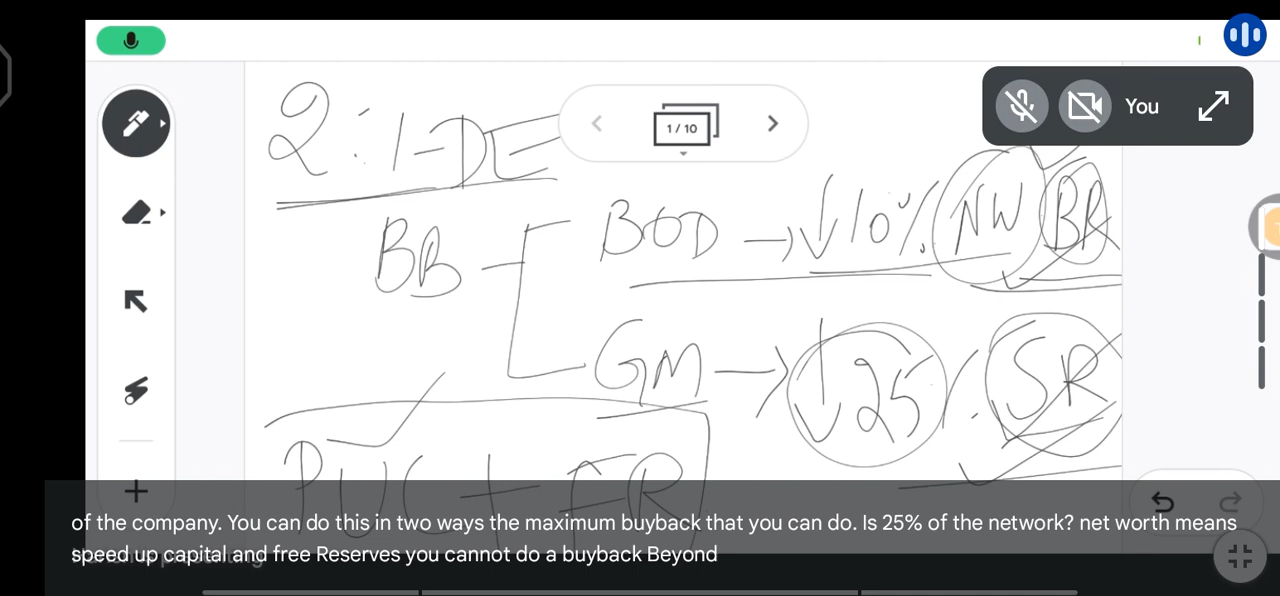 2:1-DE
1 / 10
You
BB - BOD → ↓10% NW BR
GM → ↓25%. SR
PUC + FR
of the company. You can do this in two ways the maximum buyback that you can do. Is 25% of the network? net worth means
speed up capital and free Reserves you cannot do a buyback Beyond